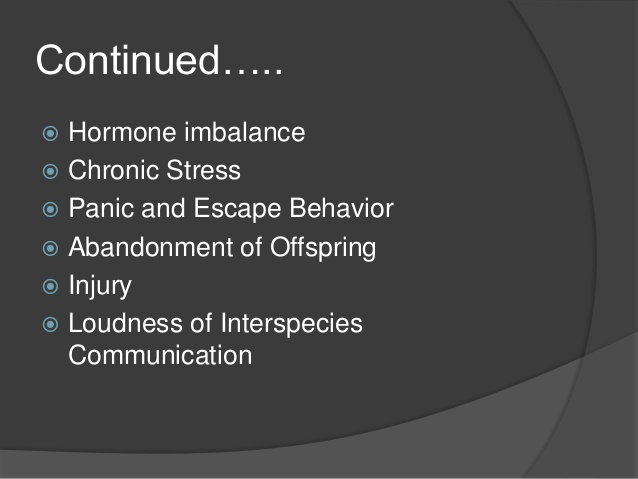 Continued…..
Hormone imbalance
Chronic Stress
Panic and Escape Behavior
Abandonment of Offspring
Injury
Loudness of Interspecies
Communication